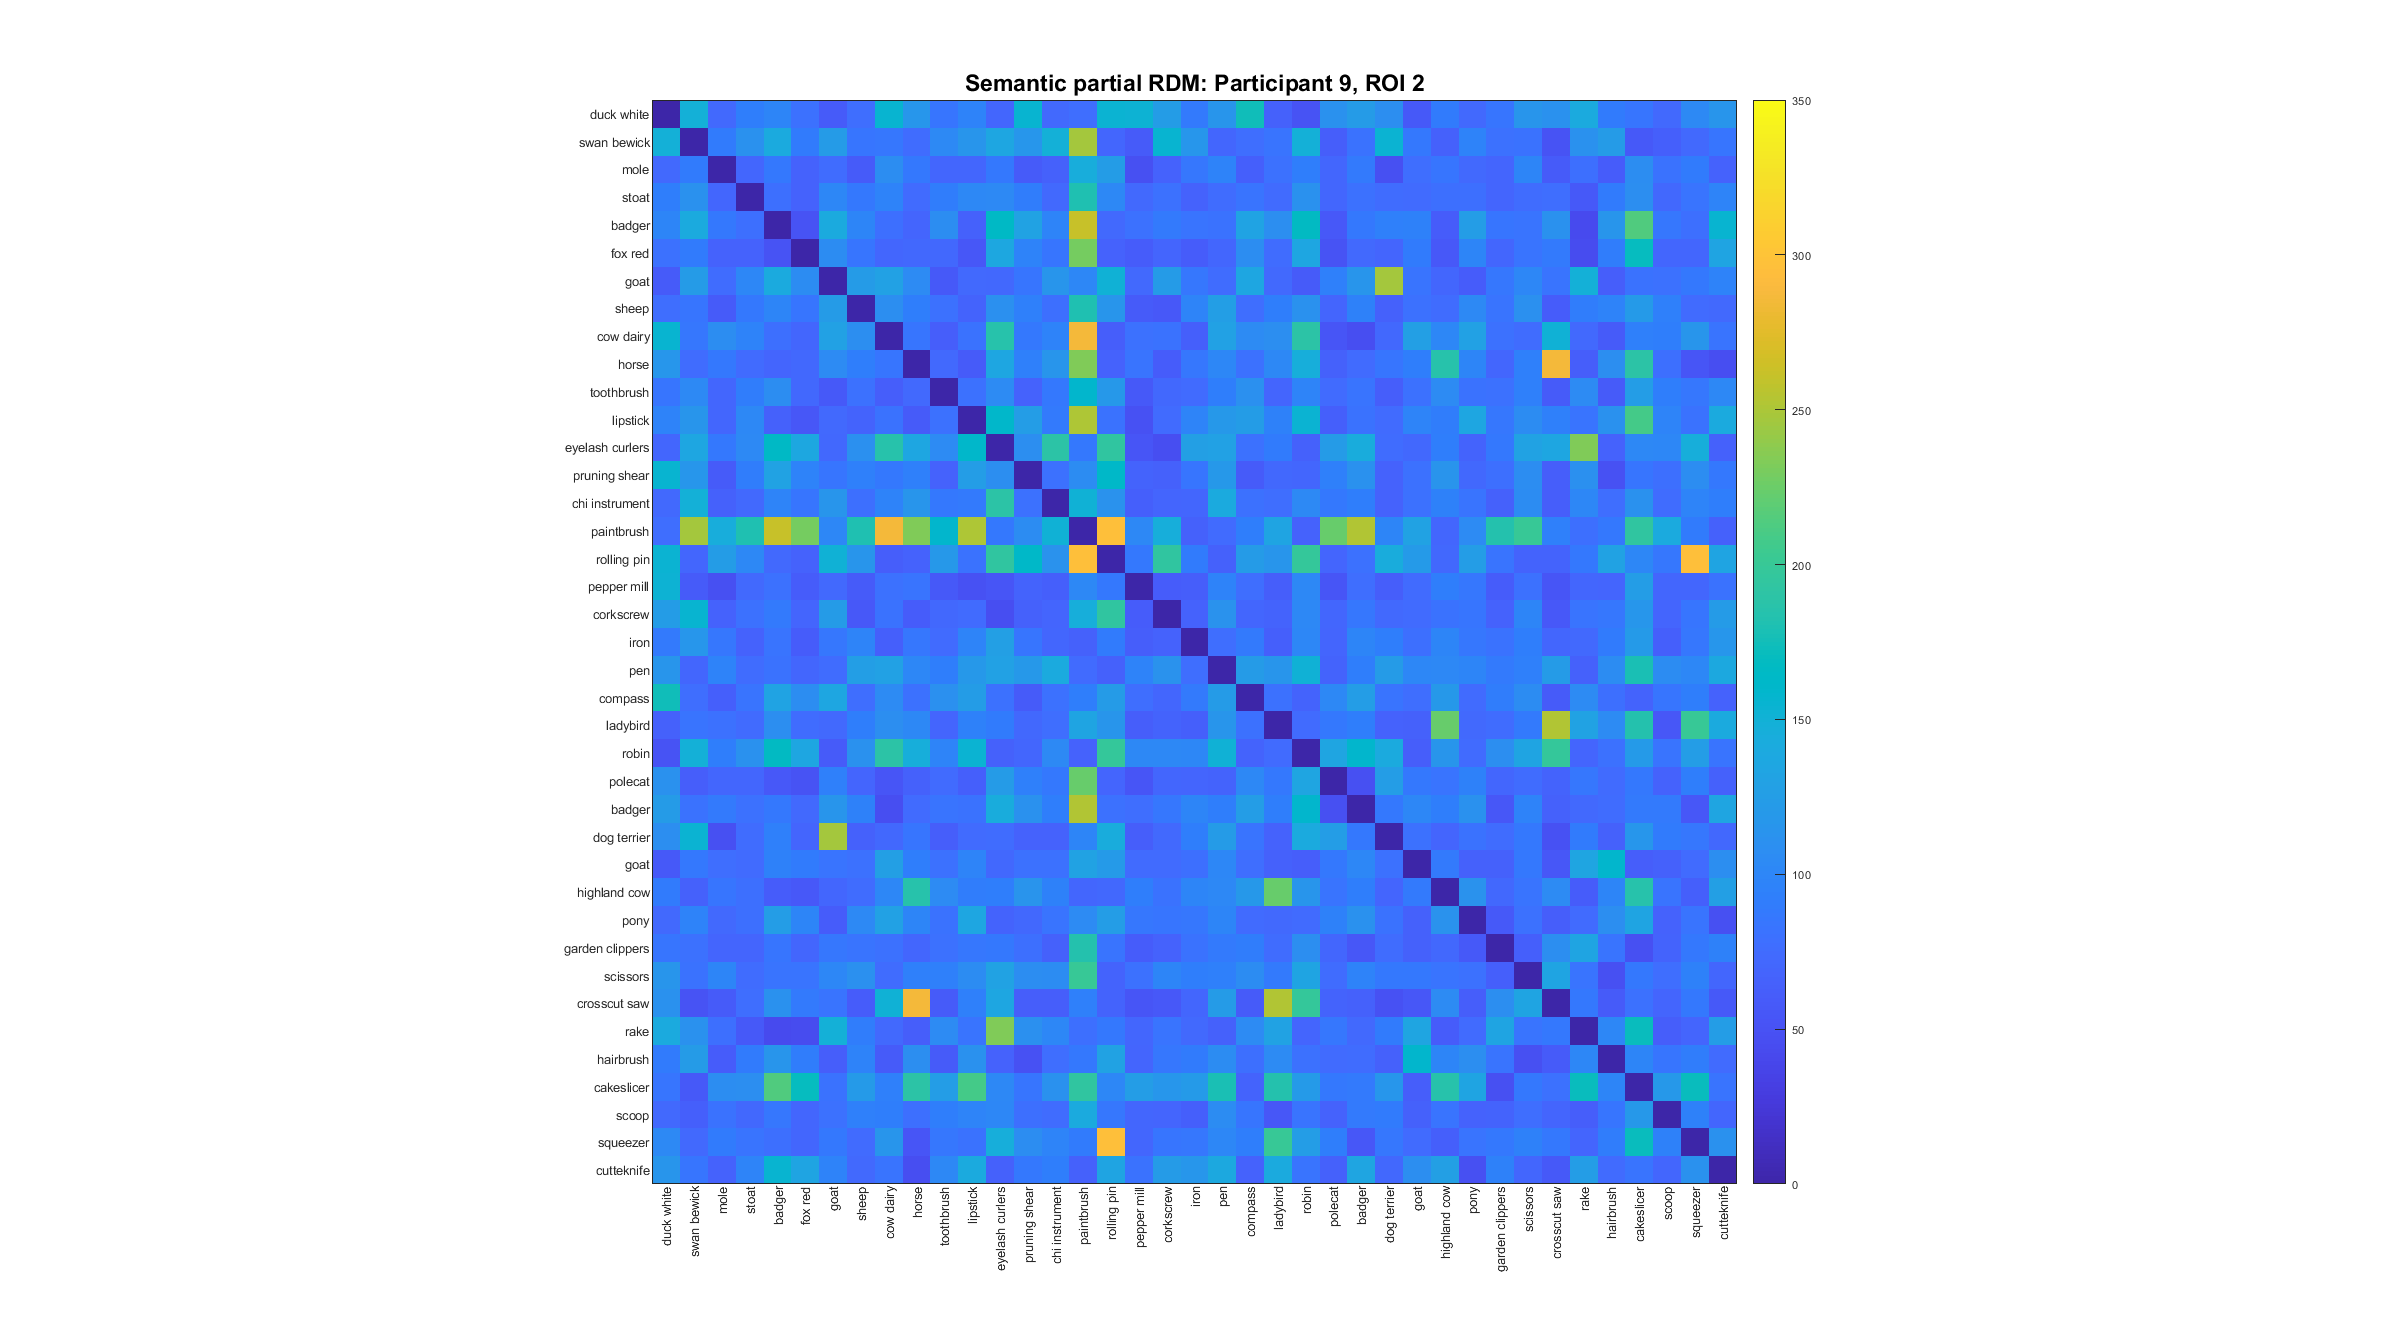 Semantic partial RDM: Participant 9, ROI 2
duck white
swan bewick
mole
stoat
badger
fox red
goat
sheep
cow dairy
horse
toothbrush
lipstick
eyelash curlers
pruning shear
chi instrument
paintbrush
rolling pin
pepper mill
corkscrew
iron
pen
compass
ladybird
robin
polecat
badger
dog terrier
goat
highland cow
pony
garden clippers
scissors
crosscut saw
rake
hairbrush
cakeslicer
scoop
squeezer
cutteknife
duck white
swan bewick
mole
stoat
badger
fox red
goat
sheep
cow dairy
horse
toothbrush
lipstick
eyelash curlers
pruning shear
chi instrument
paintbrush
rolling pin
pepper mill
corkscrew
iron
pen
compass
ladybird
robin
polecat
badger
dog terrier
goat
highland cow
pony
garden clippers
scissors
crosscut saw
rake
hairbrush
cakeslicer
scoop
squeezer
cutteknife
350
300
250
200
150
100
50
0